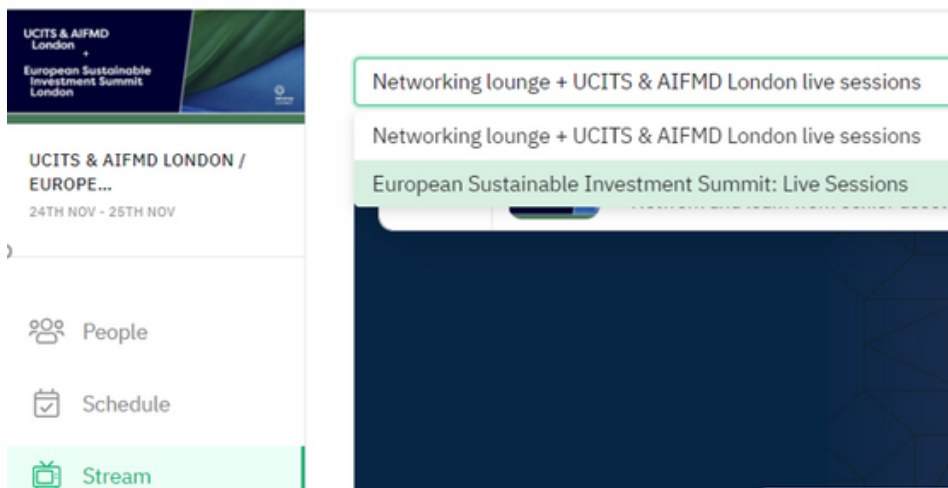 UCITS & AIFMD
London
+
European Sustainable
Investment Summit
London
UCITS & AIFMD LONDON /
EUROPE...
24TH NOV - 25TH NOV
People
Schedule
Stream
Networking lounge + UCITS & AIFMD London live sessions
Networking lounge + UCITS & AIFMD London live sessions
European Sustainable Investment Summit: Live Sessions